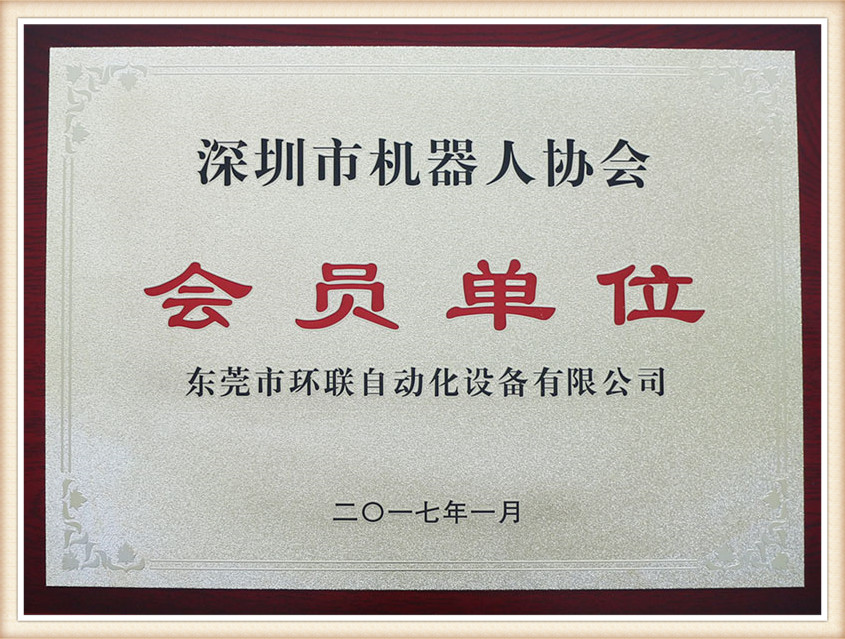 深圳市机器人协会
会员单位
东莞市环联自动化设备有限公司
二〇一七年一月